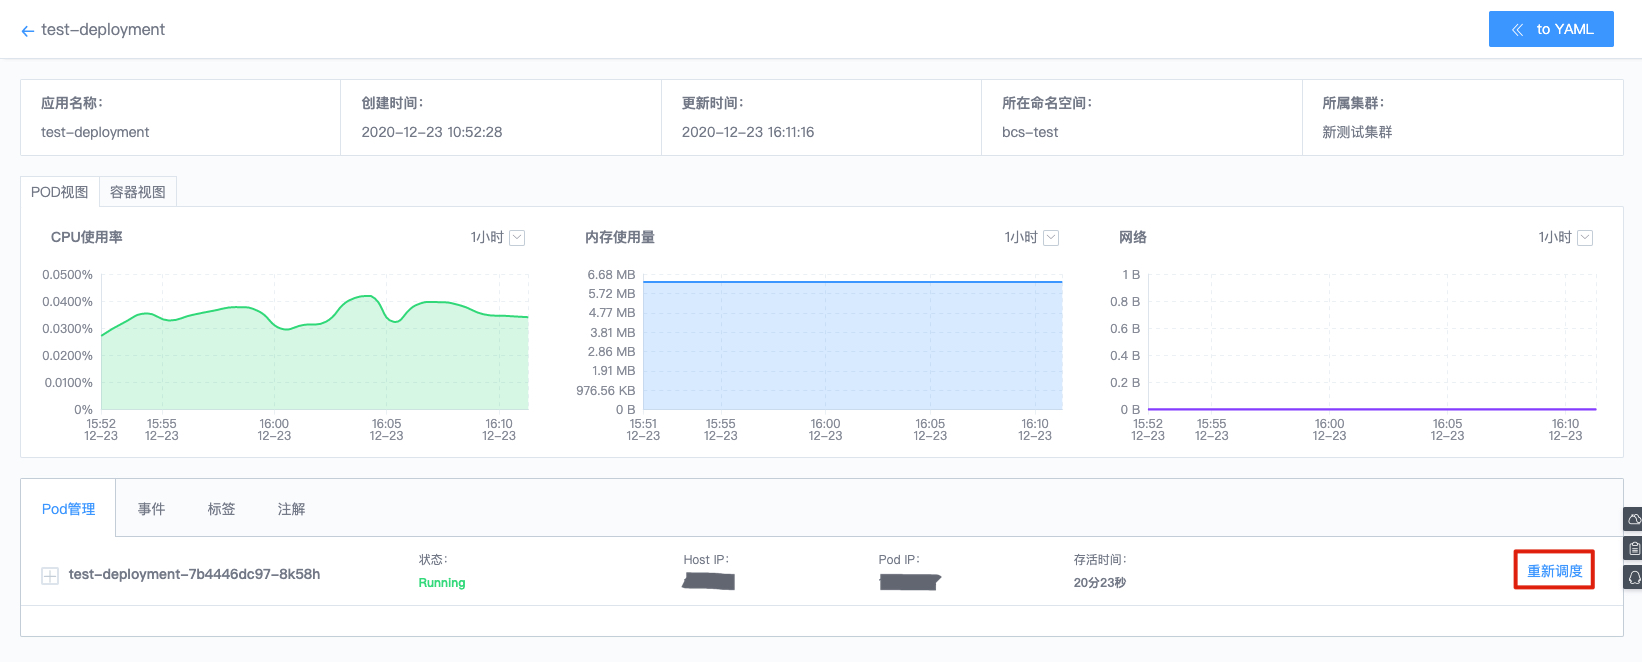 test-deployment
to YAML
应用名称：
test-deployment
创建时间：
2020-12-23 10:52:28
更新时间：
2020-12-23 16:11:16
所在命名空间：
bcs-test
所属集群：
新测试集群
POD视图 容器视图
CPU使用率 1小时
0.0500%
0.0400%
0.0300%
0.0200%
0.0100%
0%
15:52 15:55 16:00 16:05 16:10
12-23 12-23 12-23 12-23 12-23
内存使用量 1小时
6.68 MB
5.72 MB
4.77 MB
3.81 MB
2.86 MB
1.91 MB
976.56 KB
0 B
15:51 15:55 16:00 16:05 16:10
12-23 12-23 12-23 12-23 12-23
网络 1小时
1 B
0.8 B
0.6 B
0.4 B
0.2 B
0 B
15:52 15:55 16:00 16:05 16:10
12-23 12-23 12-23 12-23 12-23
Pod管理 事件 标签 注解
test-deployment-7b4446dc97-8k58h
状态：
Running
Host IP：
Pod IP：
存活时间：
20分23秒
重新调度